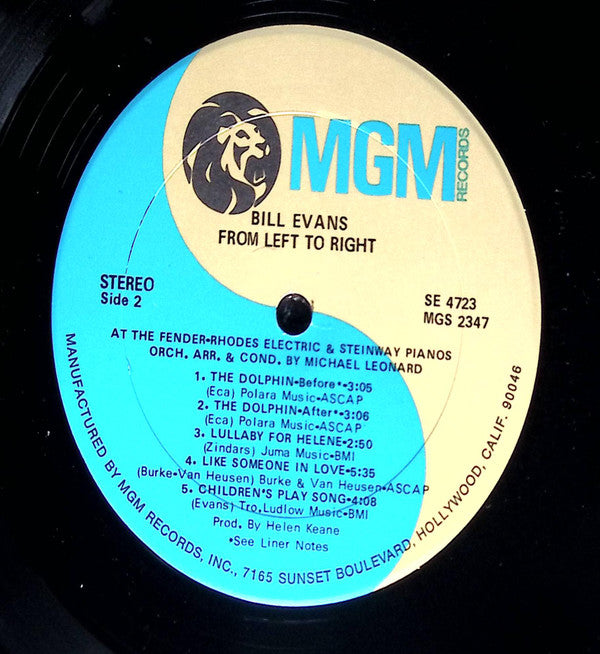 MGM
RECORDS
BILL EVANS
FROM LEFT TO RIGHT
STEREO
Side 2
SE 4723
MGS 2347
AT THE FENDER-RHODES ELECTRIC & STEINWAY PIANOS
ORCH. ARR. & COND. BY MICHAEL LEONARD
1. THE DOLPHIN-Before*-3:05
(Eca) Polara Music-ASCAP
2. THE DOLPHIN-After*-3:06
(Eca) Polara Music-ASCAP
3. LULLABY FOR HELENE-2:50
(Zindars) Juma Music-BMI
4. LIKE SOMEONE IN LOVE-5:35
(Burke-Van Heusen) Burke & Van Heusen-ASCAP
5. CHILDREN'S PLAY SONG-4:08
(Evans) Tro.Ludlow Music-BMI
Prod. By Helen Keane
*See Liner Notes
MANUFACTURED BY MGM RECORDS, INC., 7165 SUNSET BOULEVARD, HOLLYWOOD, CALIF. 90046